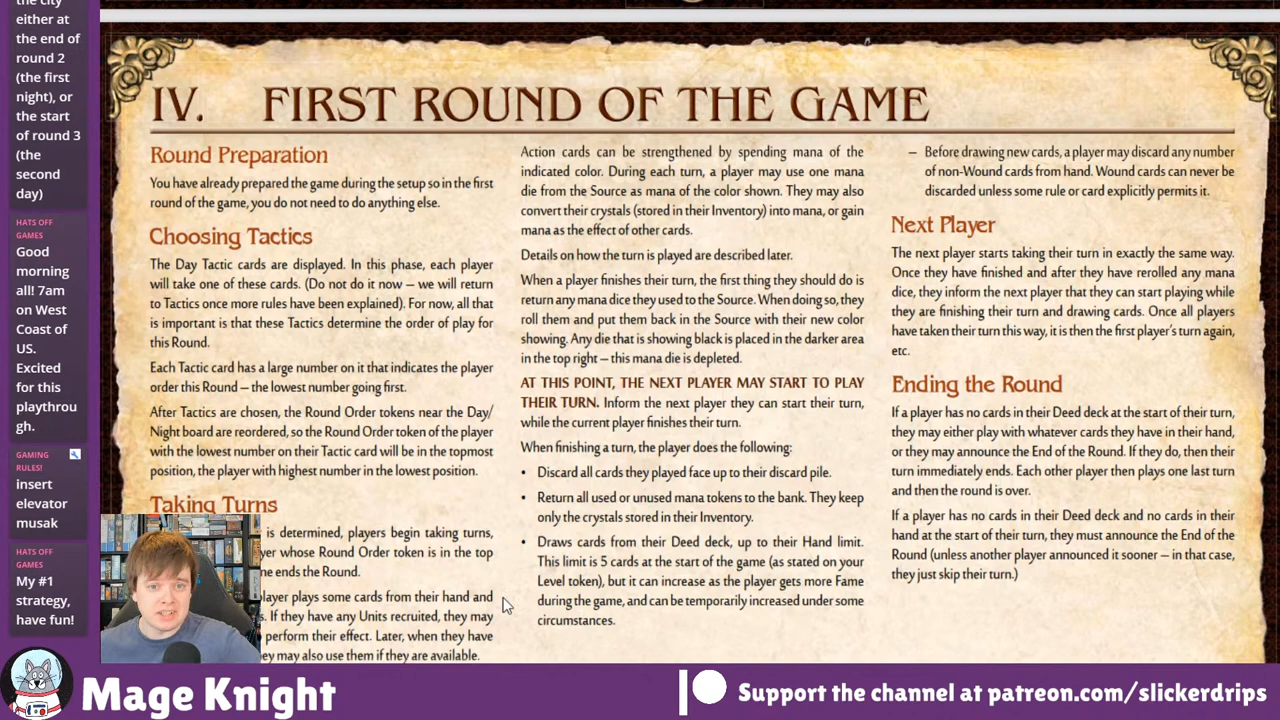 the city
either at
the end of
round 2
(the first
night), or
the start
of round 3
(the
second
day)
HATS OFF
GAMES
Good
morning
all! 7am
on West
Coast of
US.
Excited
for this
playthrou
gh.
GAMING
RULES!
insert
elevator
musak
HATS OFF
GAMES
My #1
strategy,
have fun!
IV. FIRST ROUND OF THE GAME
Round Preparation
You have already prepared the game during the setup so in the first
round of the game, you do not need to do anything else.
Choosing Tactics
The Day Tactic cards are displayed. In this phase, each player
will take one of these cards. (Do not do it now – we will return
to Tactics once more rules have been explained). For now, all that
is important is that these Tactics determine the order of play for
this Round.
Each Tactic card has a large number on it that indicates the player
order this Round – the lowest number going first.
After Tactics are chosen, the Round Order tokens near the Day/
Night board are reordered, so the Round Order token of the player
with the lowest number on their Tactic card will be in the topmost
position, the player with highest number in the lowest position.
Taking Turns
is determined, players begin taking turns,
whose Round Order token is in the top
ends the Round.
plays some cards from their hand and
If they have any Units recruited, they may
perform their effect. Later, when they have
may also use them if they are available.
Action cards can be strengthened by spending mana of the
indicated color. During each turn, a player may use one mana
die from the Source as mana of the color shown. They may also
convert their crystals (stored in their Inventory) into mana, or gain
mana as the effect of other cards.
Details on how the turn is played are described later.
When a player finishes their turn, the first thing they should do is
return any mana dice they used to the Source. When doing so, they
roll them and put them back in the Source with their new color
showing. Any die that is showing black is placed in the darker area
in the top right – this mana die is depleted.
AT THIS POINT, THE NEXT PLAYER MAY START TO PLAY
THEIR TURN. Inform the next player they can start their turn,
while the current player finishes their turn.
When finishing a turn, the player does the following:
• Discard all cards they played face up to their discard pile.
• Return all used or unused mana tokens to the bank. They keep
only the crystals stored in their Inventory.
• Draws cards from their Deed deck, up to their Hand limit.
This limit is 5 cards at the start of the game (as stated on your
Level token), but it can increase as the player gets more Fame
during the game, and can be temporarily increased under some
circumstances.
– Before drawing new cards, a player may discard any number
of non-Wound cards from hand. Wound cards can never be
discarded unless some rule or card explicitly permits it.
Next Player
The next player starts taking their turn in exactly the same way.
Once they have finished and after they have rerolled any mana
dice, they inform the next player that they can start playing while
they are finishing their turn and drawing cards. Once all players
have taken their turn this way, it is then the first player's turn again,
etc.
Ending the Round
If a player has no cards in their Deed deck at the start of their turn,
they may either play with whatever cards they have in their hand,
or they may announce the End of the Round. If they do, then their
turn immediately ends. Each other player then plays one last turn
and then the round is over.
If a player has no cards in their Deed deck and no cards in their
hand at the start of their turn, they must announce the End of the
Round (unless another player announced it sooner – in that case,
they just skip their turn.)
Mage Knight
Support the channel at patreon.com/slickerdrips